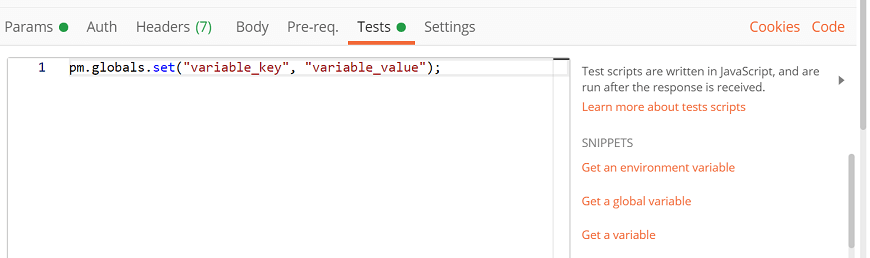 Params Auth Headers (7) Body Pre-req. Tests Settings Cookies Code
1 pm.globals.set("variable_key", "variable_value");
Test scripts are written in JavaScript, and are
run after the response is received.
Learn more about tests scripts
SNIPPETS
Get an environment variable
Get a global variable
Get a variable